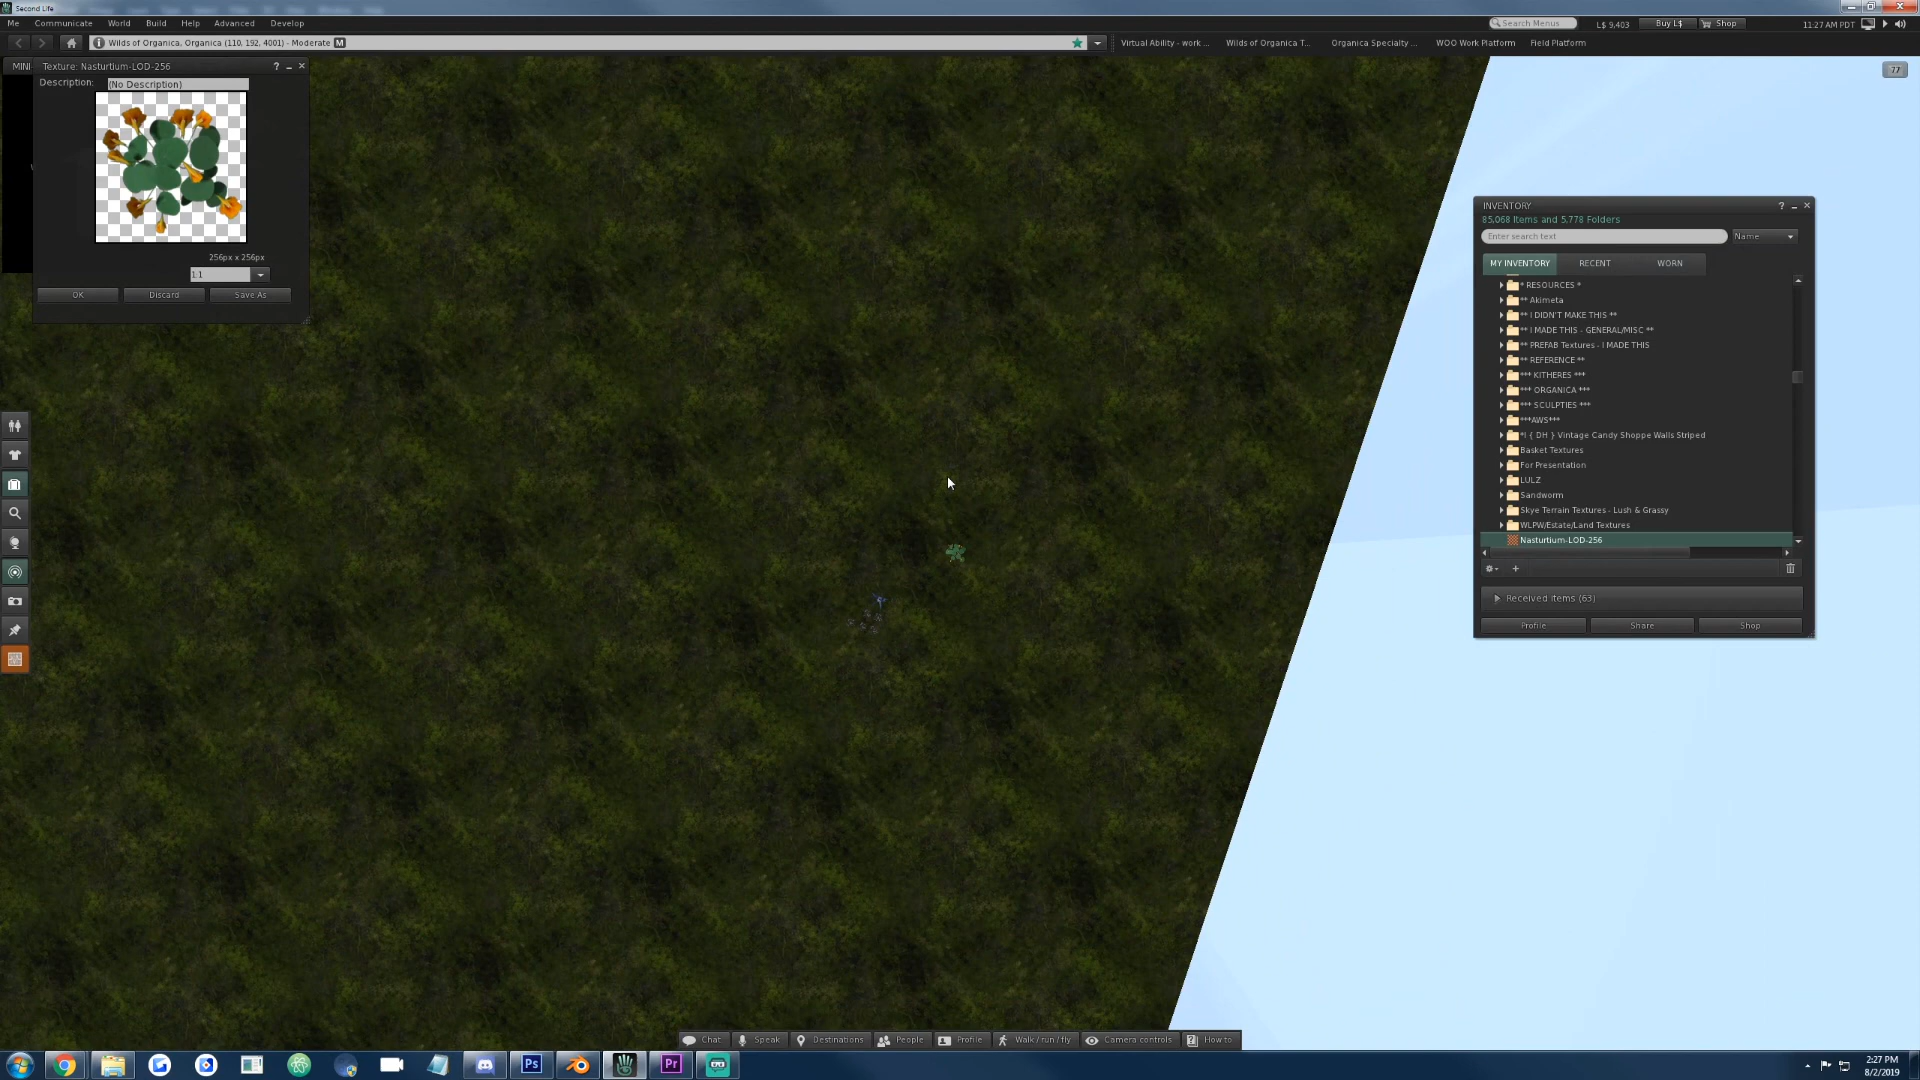 Second Life
Me Communicate World Build Help Advanced Develop
Search Menus L$ 9,403 Buy L$ Shop 11:27 AM PDT
Wilds of Organica, Organica (110, 192, 4001) - Moderate M
Virtual Ability - work ... Wilds of Organica T... Organica Specialty ... WOO Work Platform Field Platform
77
MINI
Texture: Nasturtium-LOD-256 ?
Description: (No Description)
256px x 256px
1:1
OK Discard Save As
INVENTORY ?
85,068 Items and 5,778 Folders
Enter search text Name
MY INVENTORY RECENT WORN
* RESOURCES *
** Akimeta
** I DIDN'T MAKE THIS **
** I MADE THIS - GENERAL/MISC **
** PREFAB Textures - I MADE THIS
** REFERENCE **
*** KITHERES ***
*** ORGANICA ***
*** SCULPTIES ***
***AWS***
*I { DH } Vintage Candy Shoppe Walls Striped
Basket Textures
For Presentation
LULZ
Sandworm
Skye Terrain Textures - Lush & Grassy
WLPW/Estate/Land Textures
Nasturtium-LOD-256
Received items (63)
Profile Share Shop
Chat Speak Destinations People Profile Walk / run / fly Camera controls How to
Ps Pr
2:27 PM
8/2/2019